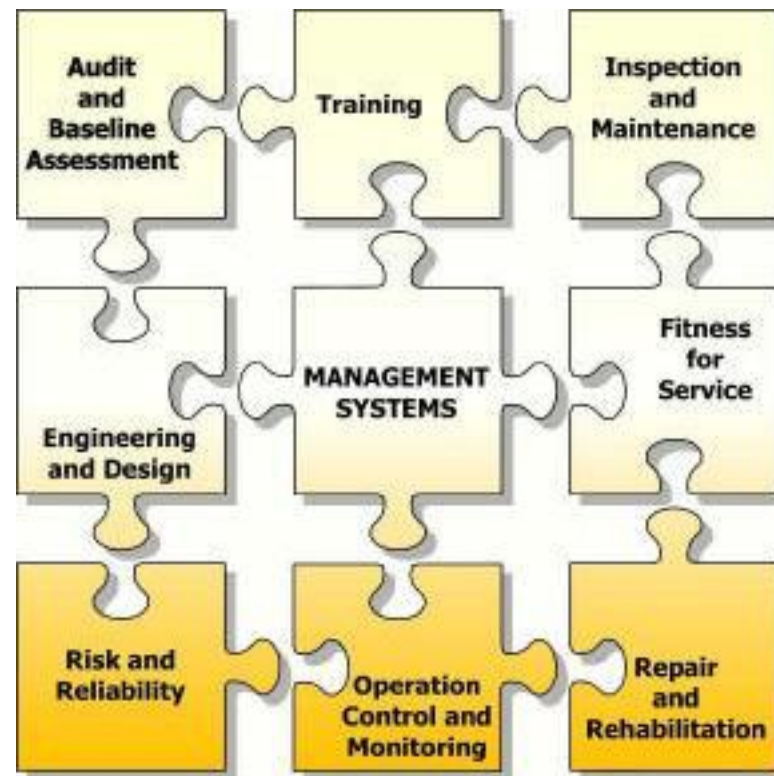 Audit
and
Baseline
Assessment
Training
Inspection
and
Maintenance
Engineering
and Design
MANAGEMENT
SYSTEMS
Fitness
for
Service
Risk and
Reliability
Operation
Control and
Monitoring
Repair
and
Rehabilitation